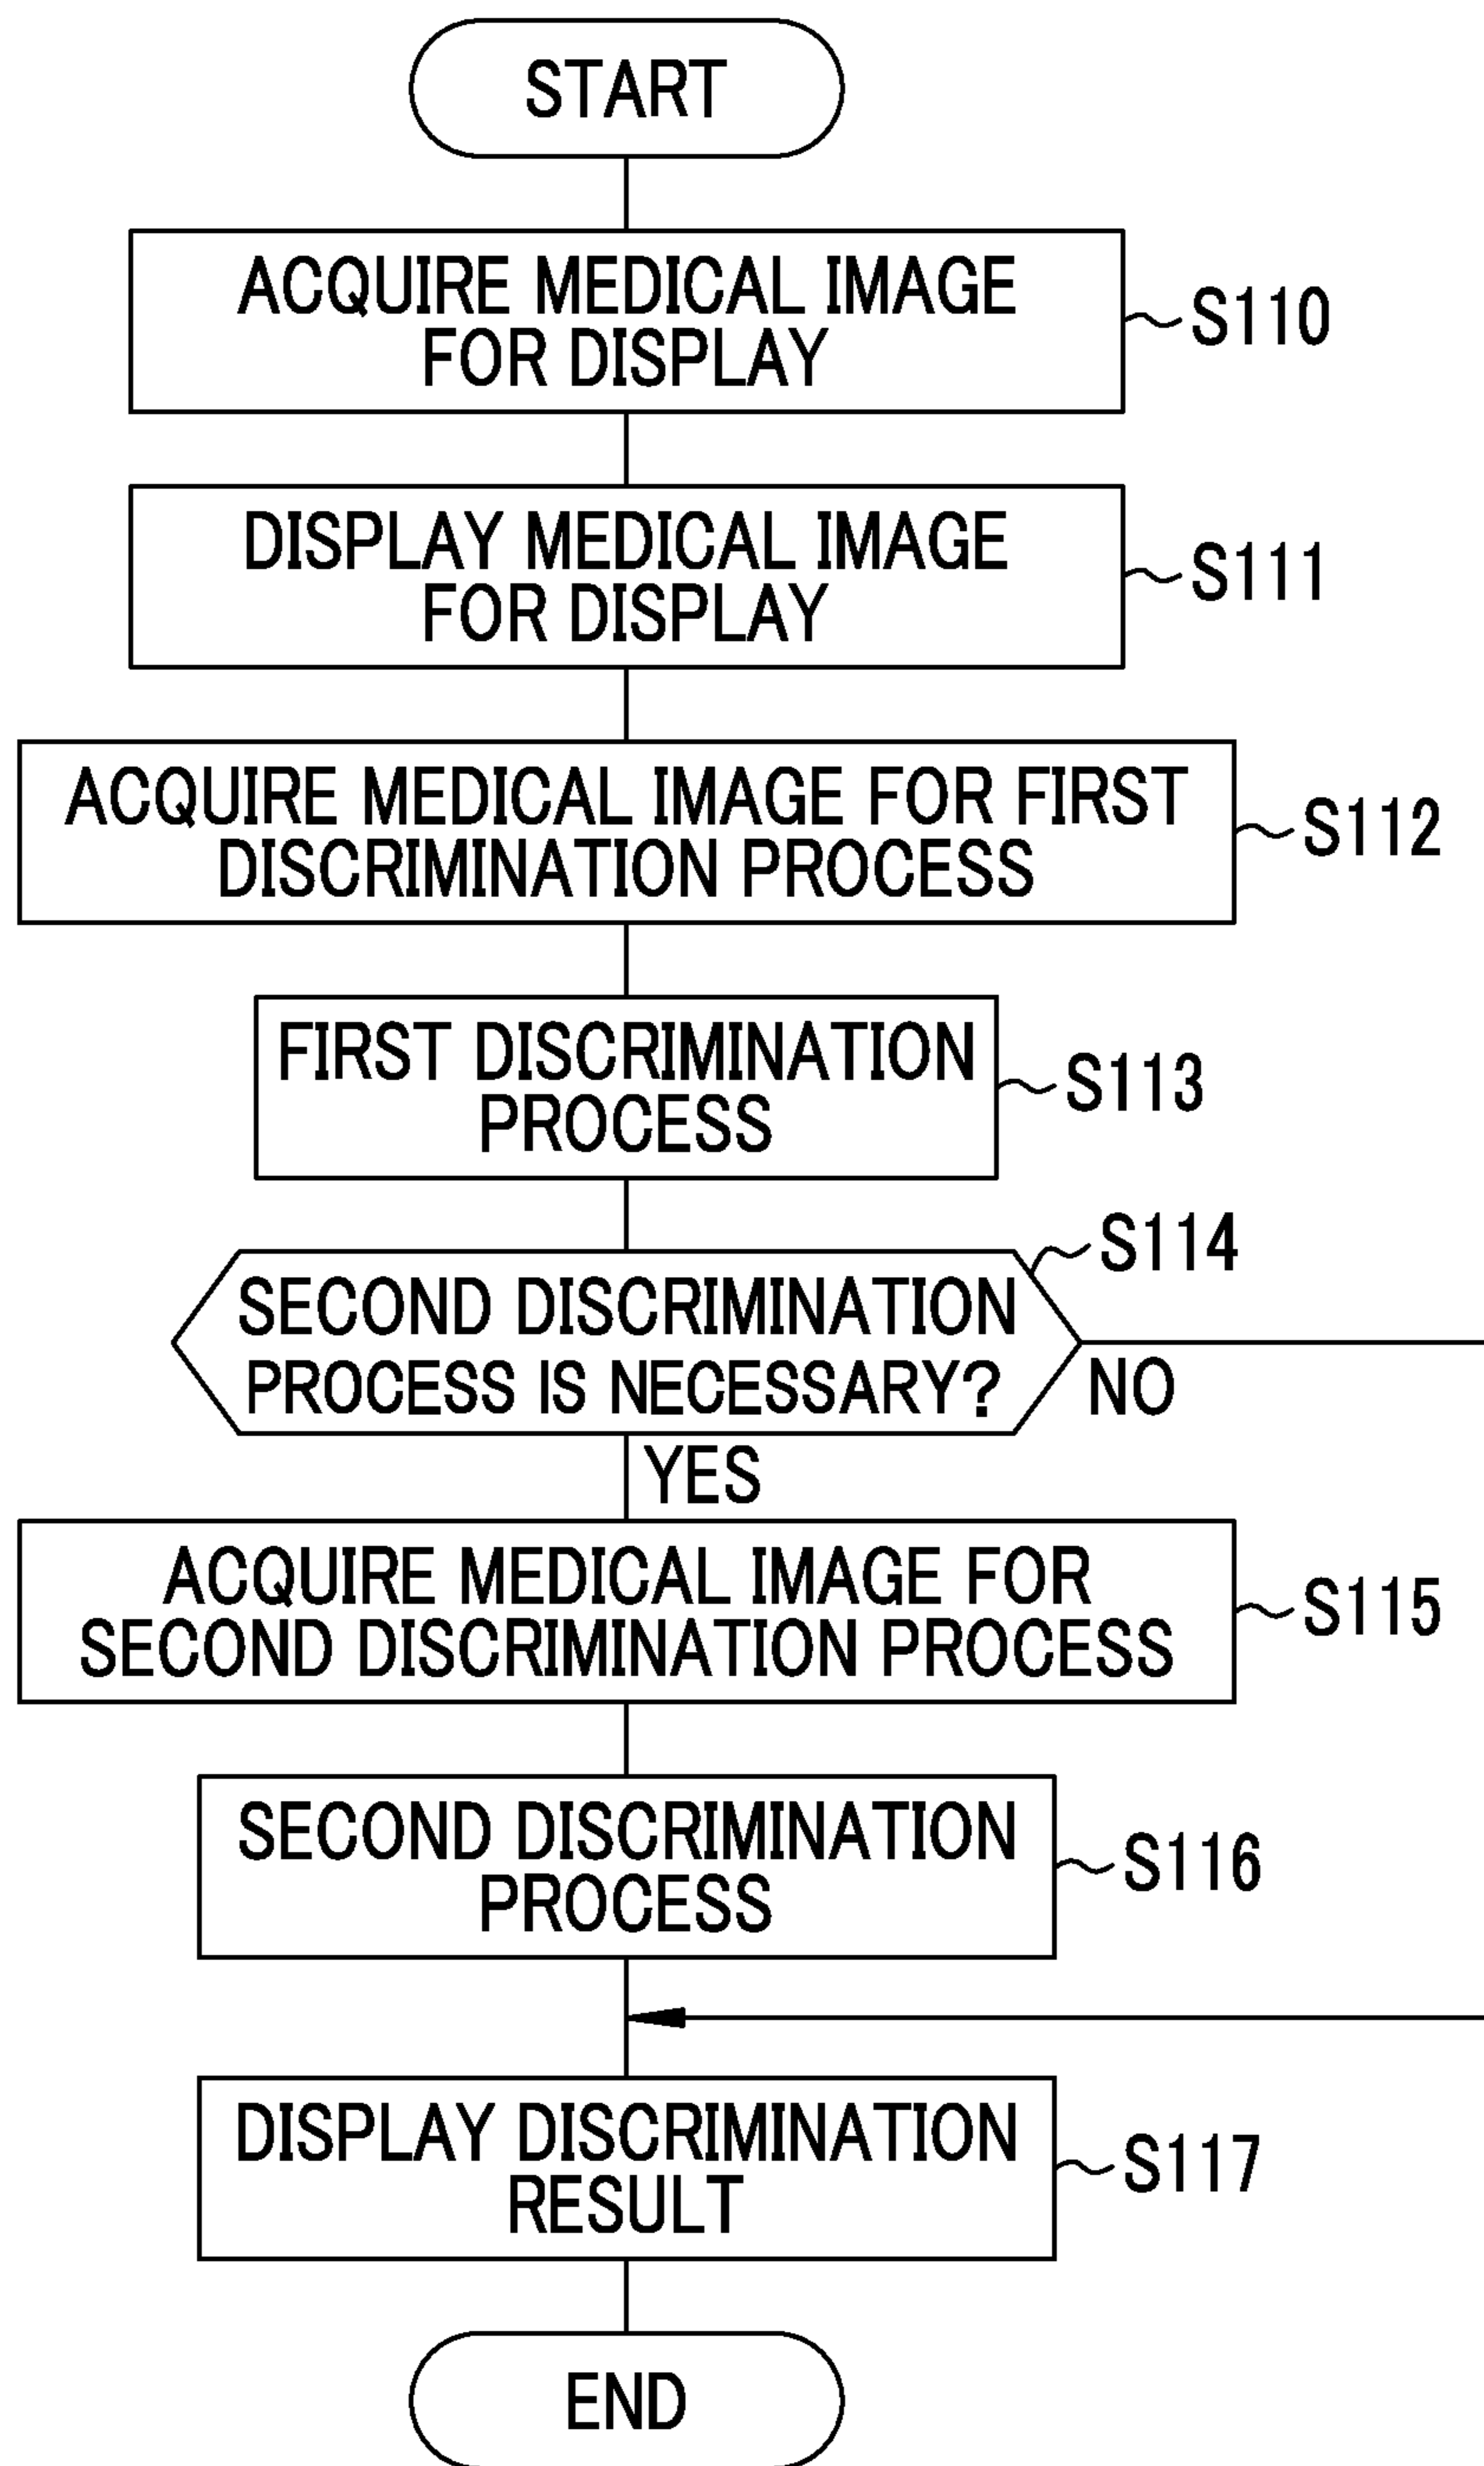 START
ACQUIRE MEDICAL IMAGE
FOR DISPLAY
S110
DISPLAY MEDICAL IMAGE
FOR DISPLAY
S111
ACQUIRE MEDICAL IMAGE FOR FIRST
DISCRIMINATION PROCESS
S112
FIRST DISCRIMINATION
PROCESS
S113
S114
SECOND DISCRIMINATION
PROCESS IS NECESSARY?
NO
YES
ACQUIRE MEDICAL IMAGE FOR
SECOND DISCRIMINATION PROCESS
S115
SECOND DISCRIMINATION
PROCESS
S116
DISPLAY DISCRIMINATION
RESULT
S117
END